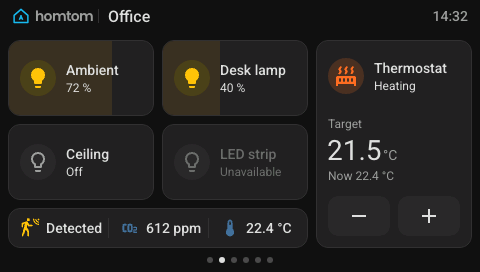 homtom Office 14:32
Ambient
72 %
Desk lamp
40 %
Ceiling
Off
LED strip
Unavailable
Detected CO₂ 612 ppm 22.4 °C
Thermostat
Heating
Target
21.5 °C
Now 22.4 °C
− +